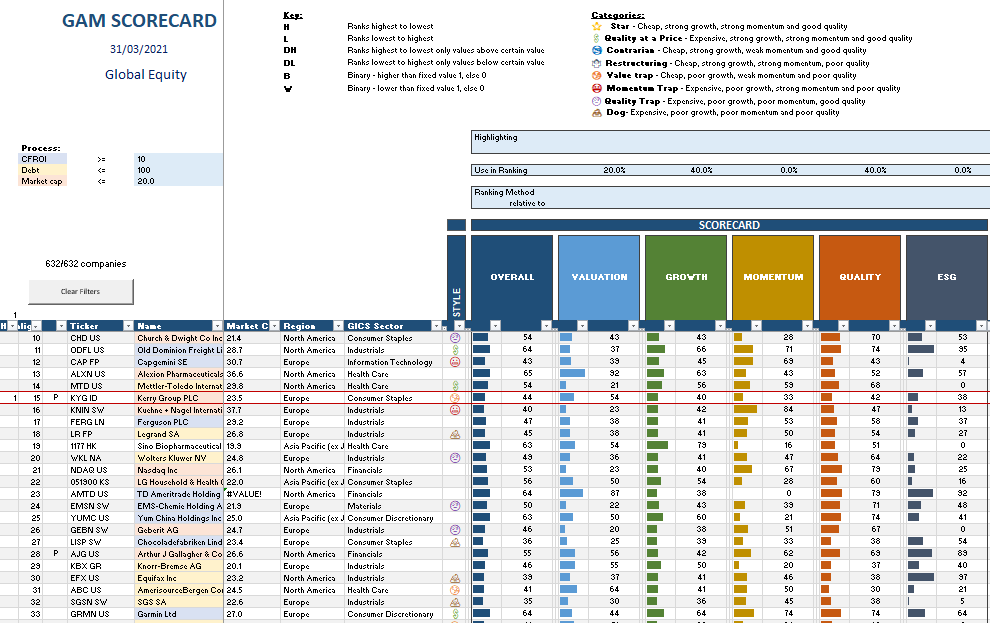 GAM SCORECARD
31/03/2021
Global Equity
Key:
H Ranks highest to lowest
L Ranks lowest to highest
DH Ranks highest to lowest only values above certain value
DL Ranks lowest to highest only values below certain value
B Binary - higher than fixed value 1, else 0
W Binary - lower than fixed value 1, else 0
Categories:
Star - Cheap, strong growth, strong momentum and good quality
Quality at a Price - Expensive, strong growth, strong momentum and good quality
Contrarian - Cheap, strong growth, weak momentum and good quality
Restructuring - Cheap, strong growth, strong momentum, poor quality
Value trap - Cheap, poor growth, weak momentum and poor quality
Momentum Trap - Expensive, poor growth, strong momentum and poor quality
Quality Trap - Expensive, poor growth, poor momentum, good quality
Dog- Expensive, poor growth, poor momentum and poor quality
Process:
CFROI >= 10
Debt <= 100
Market cap <= 20.0
Highlighting
Use in Ranking 20.0% 40.0% 0.0% 40.0% 0.0%
Ranking Method
relative to
632/632 companies
Clear Filters
SCORECARD
STYLE OVERALL VALUATION GROWTH MOMENTUM QUALITY ESG
1
Ticker Name Market C Region GICS Sector
10 CHD US Church & Dwight Co Inc 21.4 North America Consumer Staples 54 43 43 28 70 53
11 ODFL US Old Dominion Freight Li 28.7 North America Industrials 64 37 66 71 74 95
12 CAP FP Capgemini SE 30.7 Europe Information Technology 43 39 45 69 43 4
13 ALXN US Alexion Pharmaceuticals 36.6 North America Health Care 65 92 63 43 52 57
14 MTD US Mettler-Toledo Internat 29.8 North America Health Care 54 21 56 59 68 0
1 15 P KYG ID Kerry Group PLC 23.5 Europe Consumer Staples 44 54 40 33 42 38
16 KNIN SW Kuehne + Nagel Internati 37.7 Europe Industrials 40 23 42 84 47 13
17 FERG LN Ferguson PLC 29.2 Europe Industrials 47 38 41 53 58 37
18 LR FP Legrand SA 26.8 Europe Industrials 45 38 41 50 54 27
19 1177 HK Sino Biopharmaceutical 19.9 Asia Pacific (ex J Health Care 63 54 79 16 51 0
20 WKL NA Wolters Kluwer NV 24.8 Europe Industrials 49 36 41 47 64 22
21 NDAQ US Nasdaq Inc 26.1 North America Financials 53 23 40 67 79 25
22 051900 KS LG Household & Health C 22.0 Asia Pacific (ex J Consumer Staples 56 50 54 28 60 16
23 AMTD US TD Ameritrade Holding #VALUE! North America Financials 64 87 38 0 79 92
24 EMSN SW EMS-Chemie Holding A 21.9 Europe Materials 50 22 43 39 71 48
25 YUMC US Yum China Holdings Inc 25.0 Asia Pacific (ex J Consumer Discretionary 63 50 60 21 74 41
26 GEBN SW Geberit AG 24.7 Europe Industrials 46 20 38 51 67 0
27 LISP SW Chocoladefabriken Lind 23.4 Europe Consumer Staples 36 25 39 33 38 54
28 P AJG US Arthur J Gallagher & Co 26.6 North America Financials 55 56 42 62 69 89
29 KBX GR Knorr-Bremse AG 20.1 Europe Industrials 46 55 50 20 37 40
30 EFX US Equifax Inc 23.2 North America Industrials 39 37 41 46 38 97
31 ABC US AmerisourceBergen Cor 24.5 North America Health Care 41 64 41 50 30 21
32 SGSN SW SGS SA 22.6 Europe Industrials 35 30 36 45 38 5
33 GRMN US Garmin Ltd 27.0 North America Consumer Discretionary 64 44 64 74 74 64